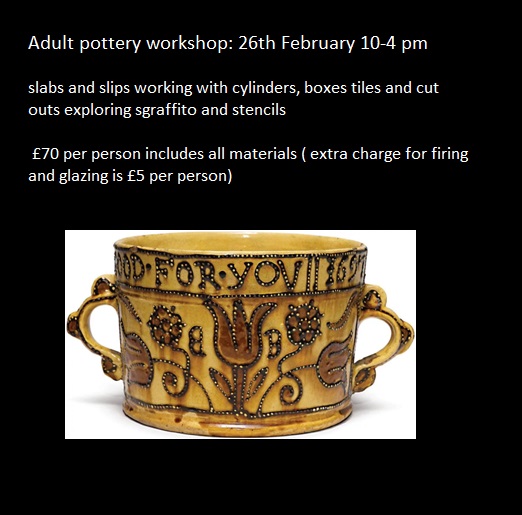 Adult pottery workshop: 26th February 10-4 pm
slabs and slips working with cylinders, boxes tiles and cut
outs exploring sgraffito and stencils
£70 per person includes all materials ( extra charge for firing
and glazing is £5 per person)
OOD·FOR·YOV